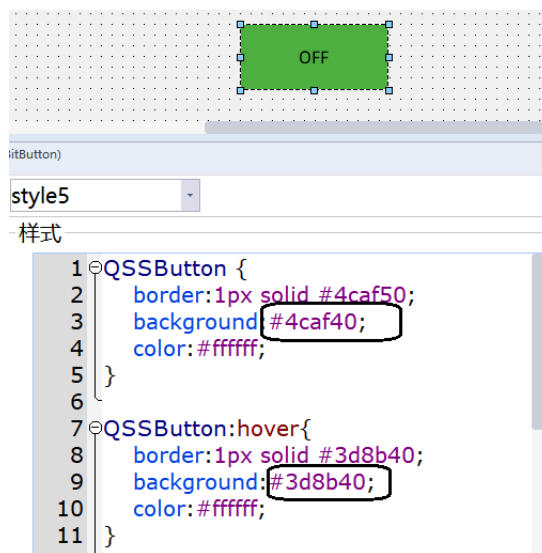 OFF
itButton)
style5
样式
1 QSSButton {
2 border:1px solid #4caf50;
3 background:#4caf40;
4 color:#ffffff;
5 }
6
7 QSSButton:hover{
8 border:1px solid #3d8b40;
9 background:#3d8b40;
10 color:#ffffff;
11 }